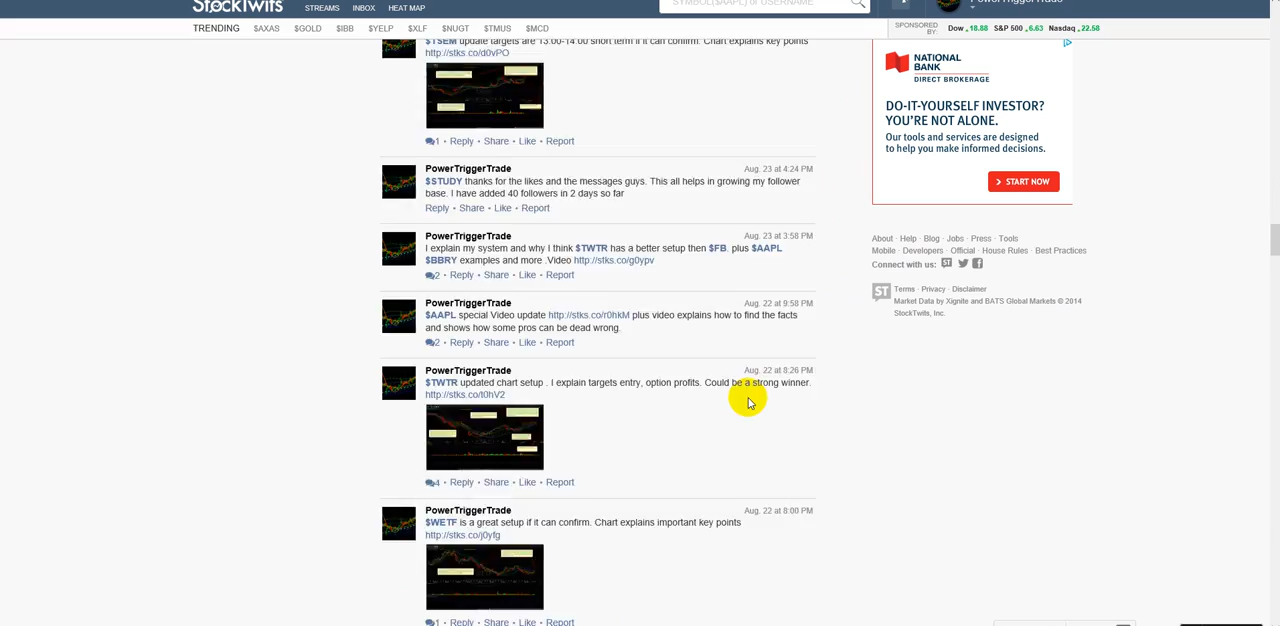 StockTwits STREAMS INBOX HEAT MAP SYMBOL($AAPL) or USERNAME PowerTriggerTrade
TRENDING $AXAS $GOLD $IBB $YELP $XLF $NUGT $TMUS $MCD
SPONSORED BY: Dow 18.88 S&P 500 6.63 Nasdaq 22.58
$TSEM update targets are 13.00-14.00 short term if it can confirm. Chart explains key points
http://stks.co/d0vPO
1 • Reply • Share • Like • Report
PowerTriggerTrade Aug. 23 at 4:24 PM
$STUDY thanks for the likes and the messages guys. This all helps in growing my follower
base. I have added 40 followers in 2 days so far
Reply • Share • Like • Report
PowerTriggerTrade Aug. 23 at 3:58 PM
I explain my system and why I think $TWTR has a better setup then $FB. plus $AAPL
$BBRY examples and more .Video http://stks.co/g0ypv
2 • Reply • Share • Like • Report
PowerTriggerTrade Aug. 22 at 9:58 PM
$AAPL special Video update http://stks.co/r0hkM plus video explains how to find the facts
and shows how some pros can be dead wrong.
2 • Reply • Share • Like • Report
PowerTriggerTrade Aug. 22 at 8:26 PM
$TWTR updated chart setup . I explain targets entry, option profits. Could be a strong winner.
http://stks.co/t0hV2
4 • Reply • Share • Like • Report
PowerTriggerTrade Aug. 22 at 8:00 PM
$WETF is a great setup if it can confirm. Chart explains important key points
http://stks.co/j0yfg
1 • Reply • Share • Like • Report
NATIONAL
BANK
DIRECT BROKERAGE
DO-IT-YOURSELF INVESTOR?
YOU'RE NOT ALONE.
Our tools and services are designed
to help you make informed decisions.
START NOW
About · Help · Blog · Jobs · Press · Tools
Mobile · Developers · Official · House Rules · Best Practices
Connect with us: ST
ST Terms · Privacy · Disclaimer
Market Data by Xignite and BATS Global Markets © 2014
StockTwits, Inc.